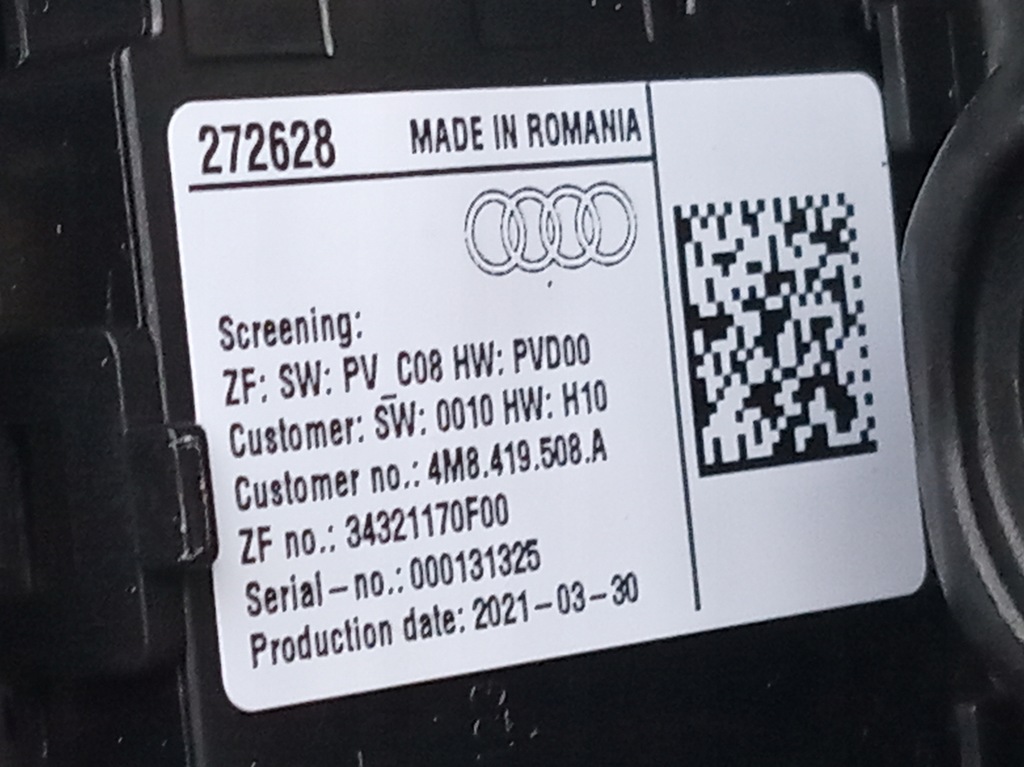 272628 MADE IN ROMANIA
Screening:
ZF: SW: PV_C08 HW: PVD00
Customer: SW: 0010 HW: H10
Customer no.: 4M8.419.508.A
ZF no.: 34321170F00
Serial-no.: 000131325
Production date: 2021-03-30